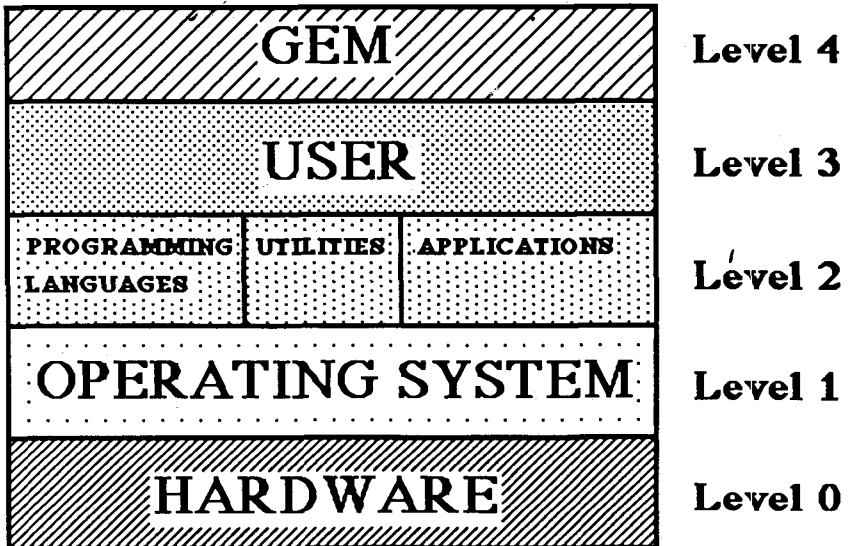 GEM Level 4
USER Level 3
PROGRAMMING UTILITIES APPLICATIONS
LANGUAGES Level 2
OPERATING SYSTEM Level 1
HARDWARE Level 0